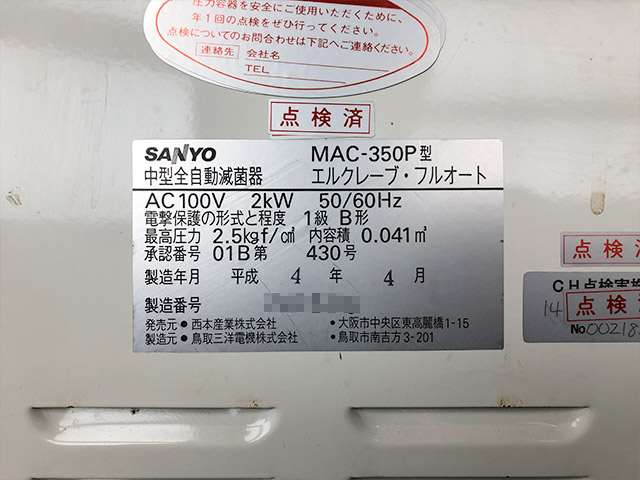 圧力容器を安全にご使用いただくために、
年1回の点検をぜひ行ってください。
点検についてのお問合わせは下記へご連絡ください。
連絡先 会社名
TEL
点検済
SANYO MAC-350P型
中型全自動滅菌器 エルクレーブ・フルオート
AC100V 2kW 50/60Hz
電撃保護の形式と程度 1級 B形
最高圧力 2.5kgf/c㎡ 内容積 0.041㎥
承認番号 01B第 430号
製造年月 平成 4 年 4 月
製造番号
発売元●西本産業株式会社 •大阪市中央区東高麗橋1-15
製造元●鳥取三洋電機株式会社 •鳥取市南吉方3-201
点検済
CH点検実
14 点検
No.00218